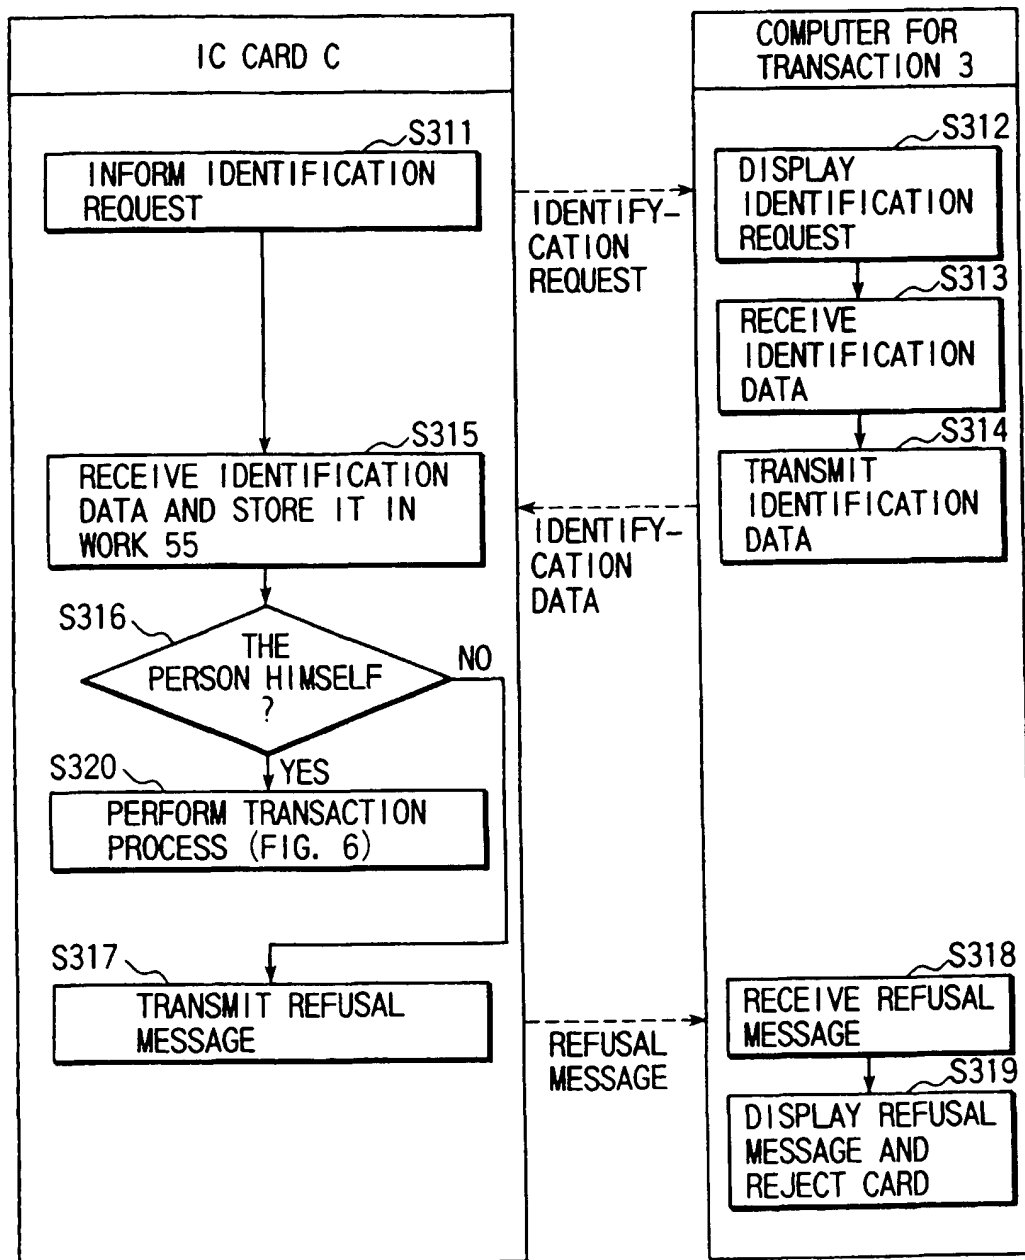 IC CARD C
COMPUTER FOR
TRANSACTION 3
S311
INFORM IDENTIFICATION
REQUEST
IDENTIFY-
CATION
REQUEST
S312
DISPLAY
IDENTIFICATION
REQUEST
S313
RECEIVE
IDENTIFICATION
DATA
S314
TRANSMIT
IDENTIFICATION
DATA
S315
RECEIVE IDENTIFICATION
DATA AND STORE IT IN
WORK 55
IDENTIFY-
CATION
DATA
S316
THE
PERSON HIMSELF
?
NO
YES
S320
PERFORM TRANSACTION
PROCESS (FIG. 6)
S317
TRANSMIT REFUSAL
MESSAGE
REFUSAL
MESSAGE
S318
RECEIVE REFUSAL
MESSAGE
S319
DISPLAY REFUSAL
MESSAGE AND
REJECT CARD